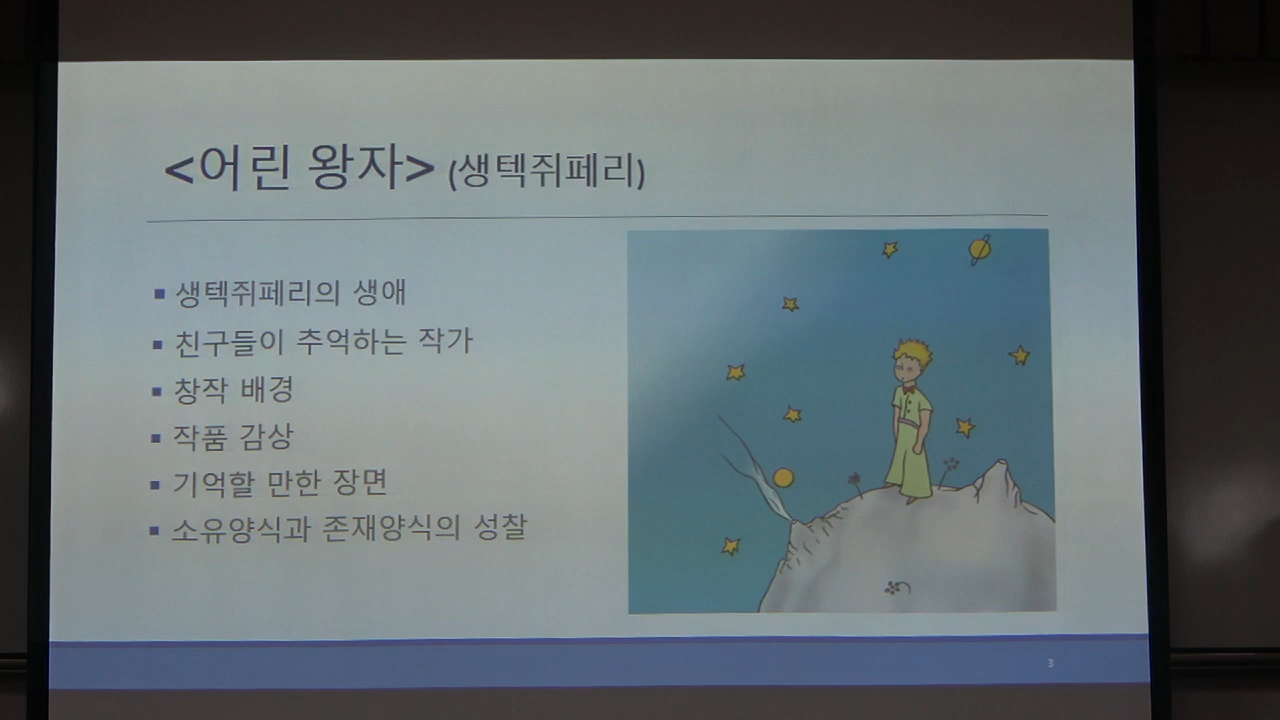 <어린 왕자> (생텍쥐페리)
▪ 생텍쥐페리의 생애
▪ 친구들이 추억하는 작가
▪ 창작 배경
▪ 작품 감상
▪ 기억할 만한 장면
▪ 소유양식과 존재양식의 성찰
3